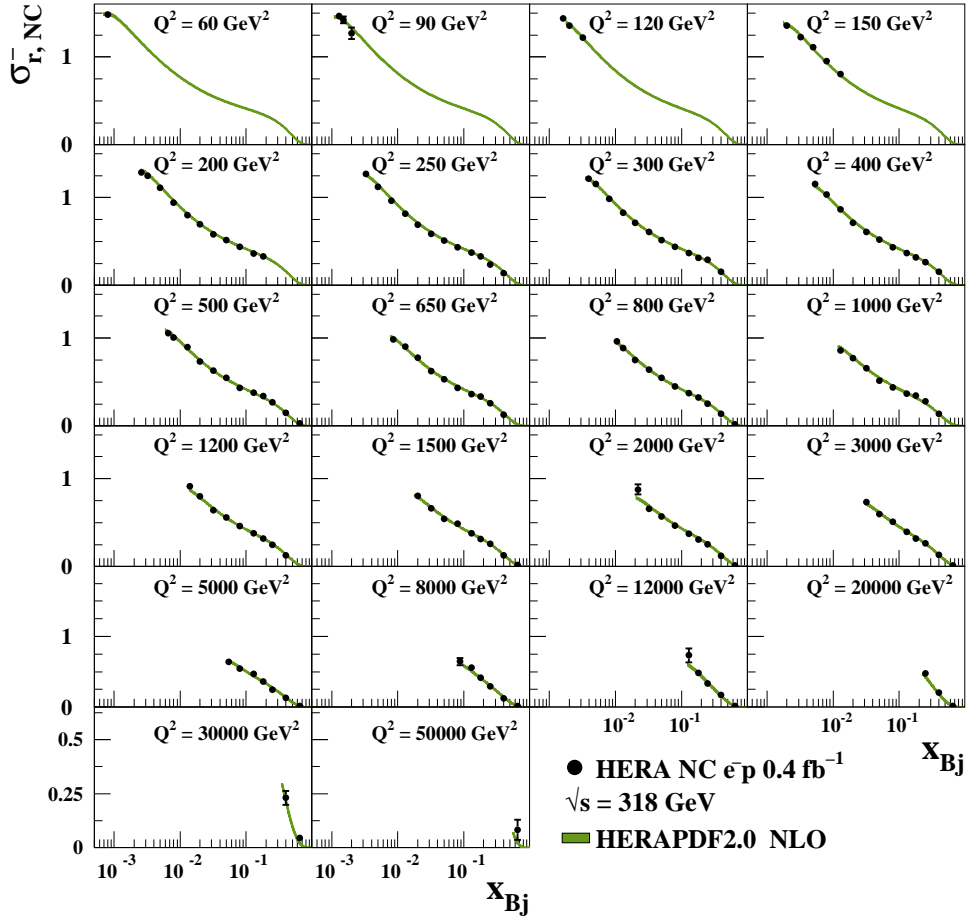 σ⁻r, NC
Q² = 60 GeV²
Q² = 90 GeV²
Q² = 120 GeV²
Q² = 150 GeV²
1
0
Q² = 200 GeV²
Q² = 250 GeV²
Q² = 300 GeV²
Q² = 400 GeV²
1
0
Q² = 500 GeV²
Q² = 650 GeV²
Q² = 800 GeV²
Q² = 1000 GeV²
1
0
Q² = 1200 GeV²
Q² = 1500 GeV²
Q² = 2000 GeV²
Q² = 3000 GeV²
1
0
Q² = 5000 GeV²
Q² = 8000 GeV²
Q² = 12000 GeV²
Q² = 20000 GeV²
1
0
10⁻² 10⁻¹ 10⁻² 10⁻¹
xBj
Q² = 30000 GeV²
Q² = 50000 GeV²
0.5
0.25
0
10⁻³ 10⁻² 10⁻¹ 10⁻³ 10⁻² 10⁻¹
xBj
HERA NC e⁻p 0.4 fb⁻¹
√s = 318 GeV
HERAPDF2.0 NLO